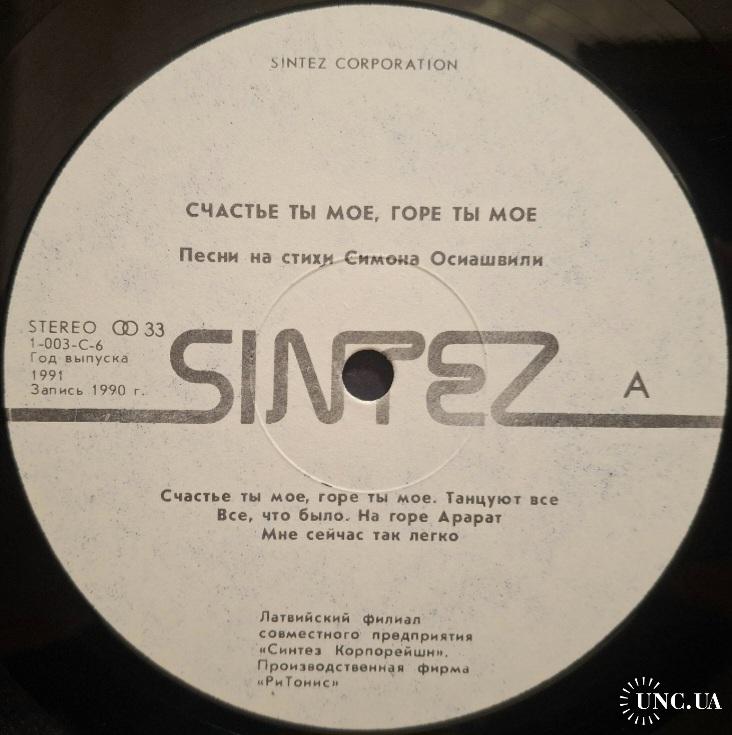 SINTEZ CORPORATION
СЧАСТЬЕ ТЫ МОЕ, ГОРЕ ТЫ МОЕ
Песни на стихи Симона Осиашвили
STEREO Ꝏ 33
1-003-С-6
Год выпуска
1991
Запись 1990 г.
SINTEZ
А
Счастье ты мое, горе ты мое. Танцуют все
Все, что было. На горе Арарат
Мне сейчас так легко
Латвийский филиал
совместного предприятия
«Синтез Корпорейшн».
Производственная фирма
«РиТонис»
UNC.UA